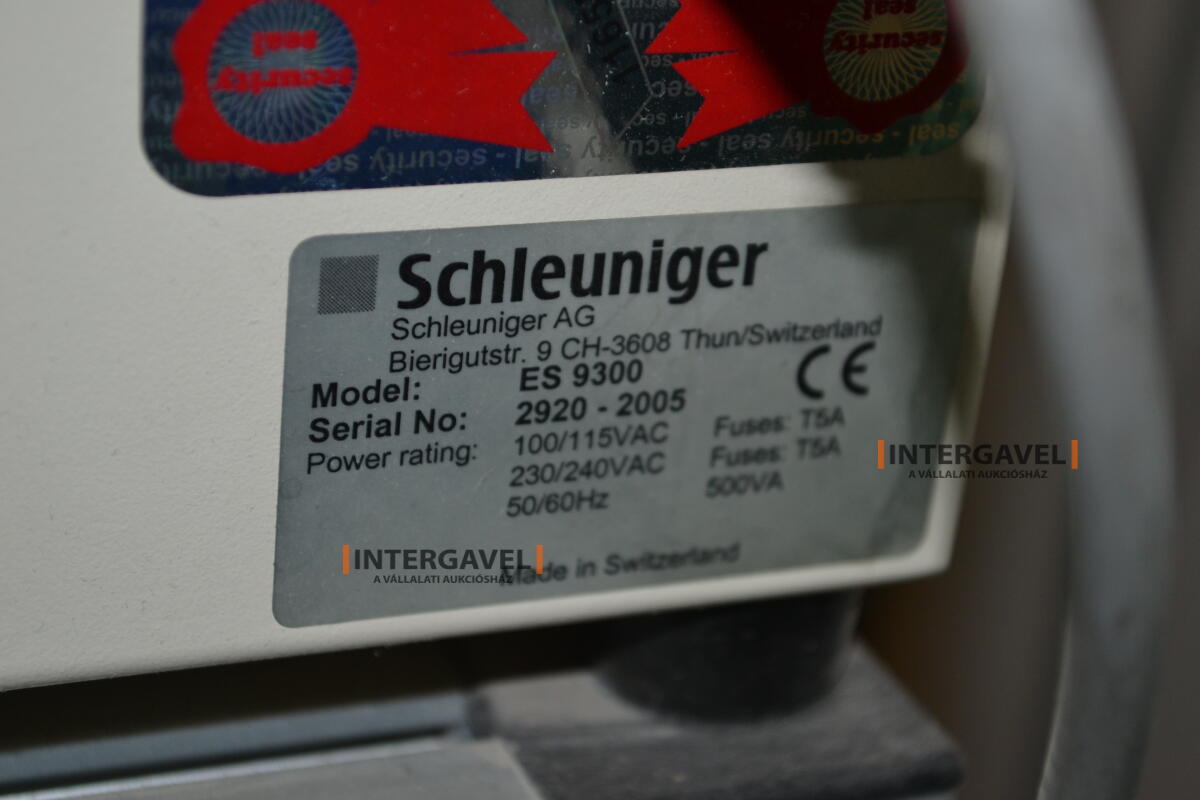 security
seal
security
seal
seal - security seal - security seal - security
Schleuniger
Schleuniger AG
Bierigutstr. 9 CH-3608 Thun/Switzerland
Model: ES 9300
Serial No: 2920 - 2005
Power rating: 100/115VAC Fuses: T5A
230/240VAC Fuses: T5A
50/60Hz 500VA
CE
INTERGAVEL
A VÁLLALATI AUKCIÓSHÁZ
Made in Switzerland
INTERGAVEL
A VÁLLALATI AUKCIÓSHÁZ